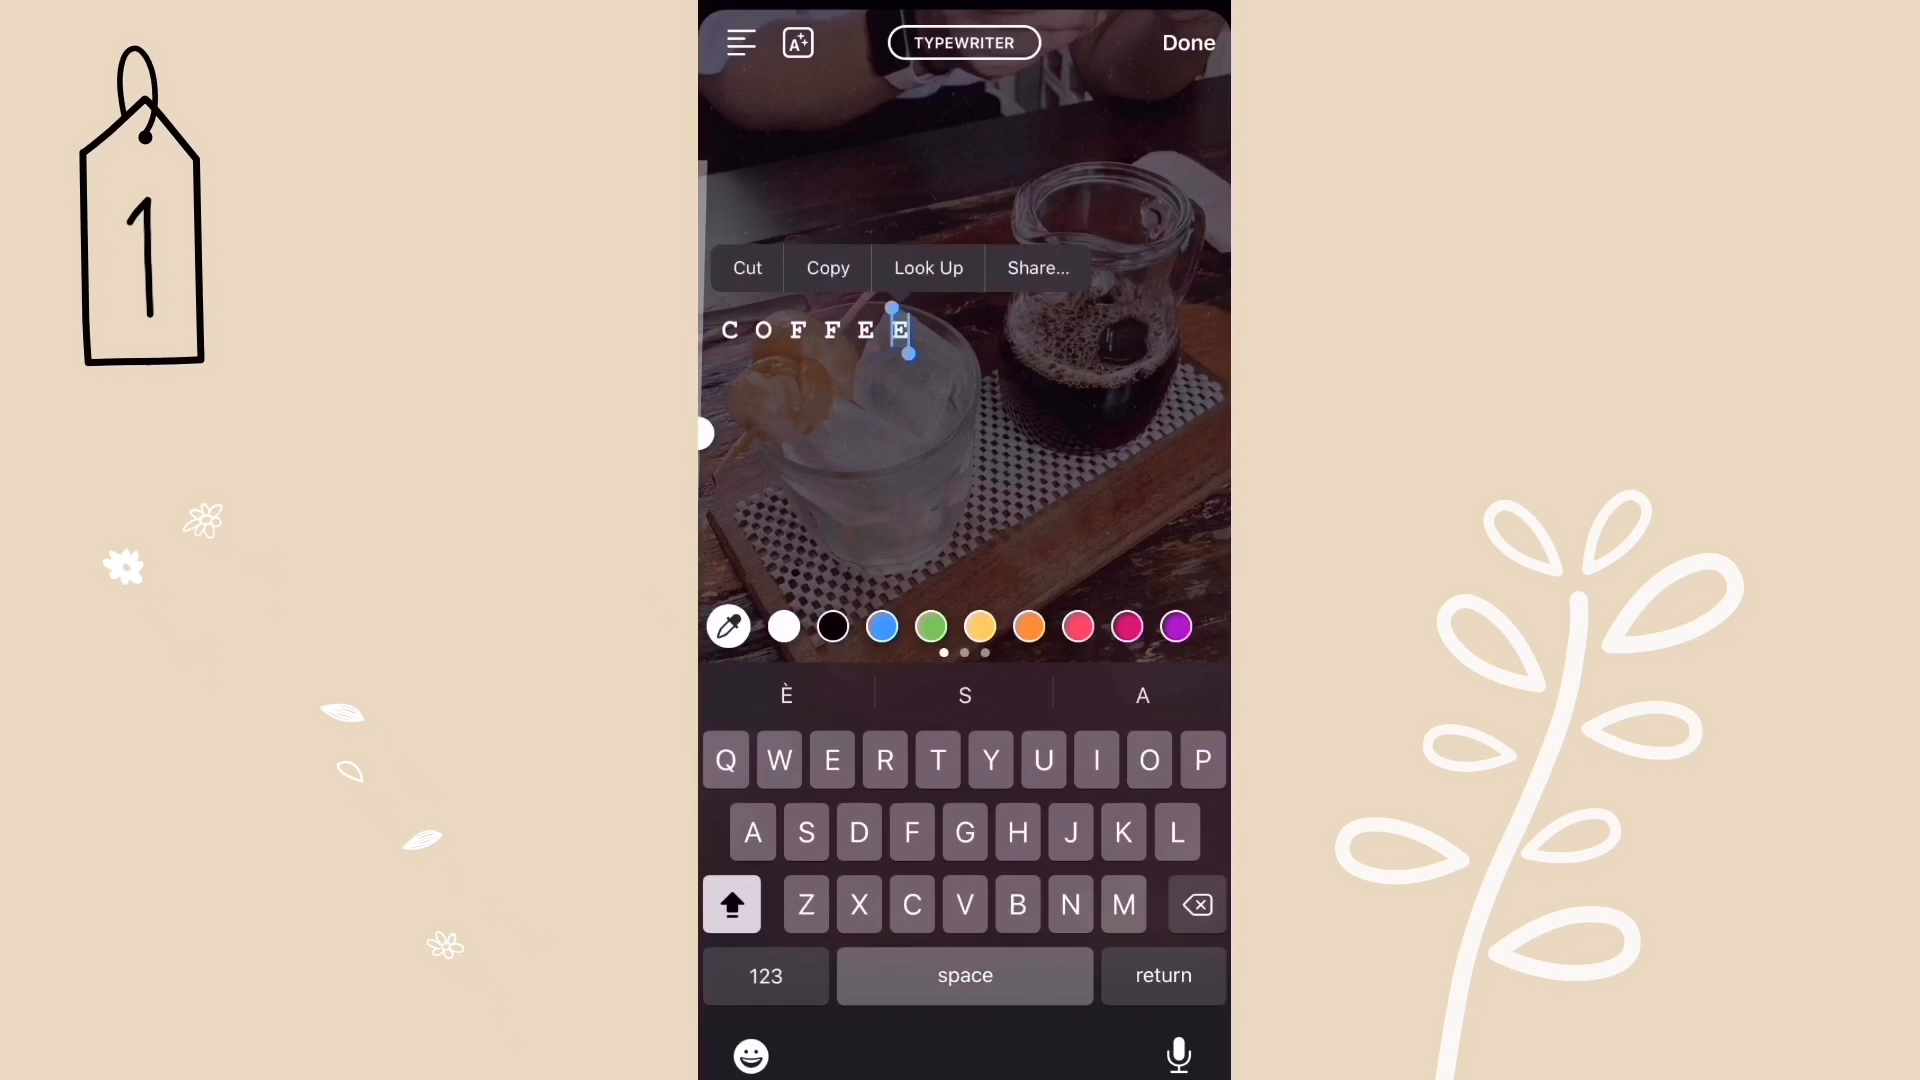 1
TYPEWRITER Done
Cut Copy Look Up Share...
C O F F E E
È S A
Q W E R T Y U I O P
A S D F G H J K L
Z X C V B N M
123 space return